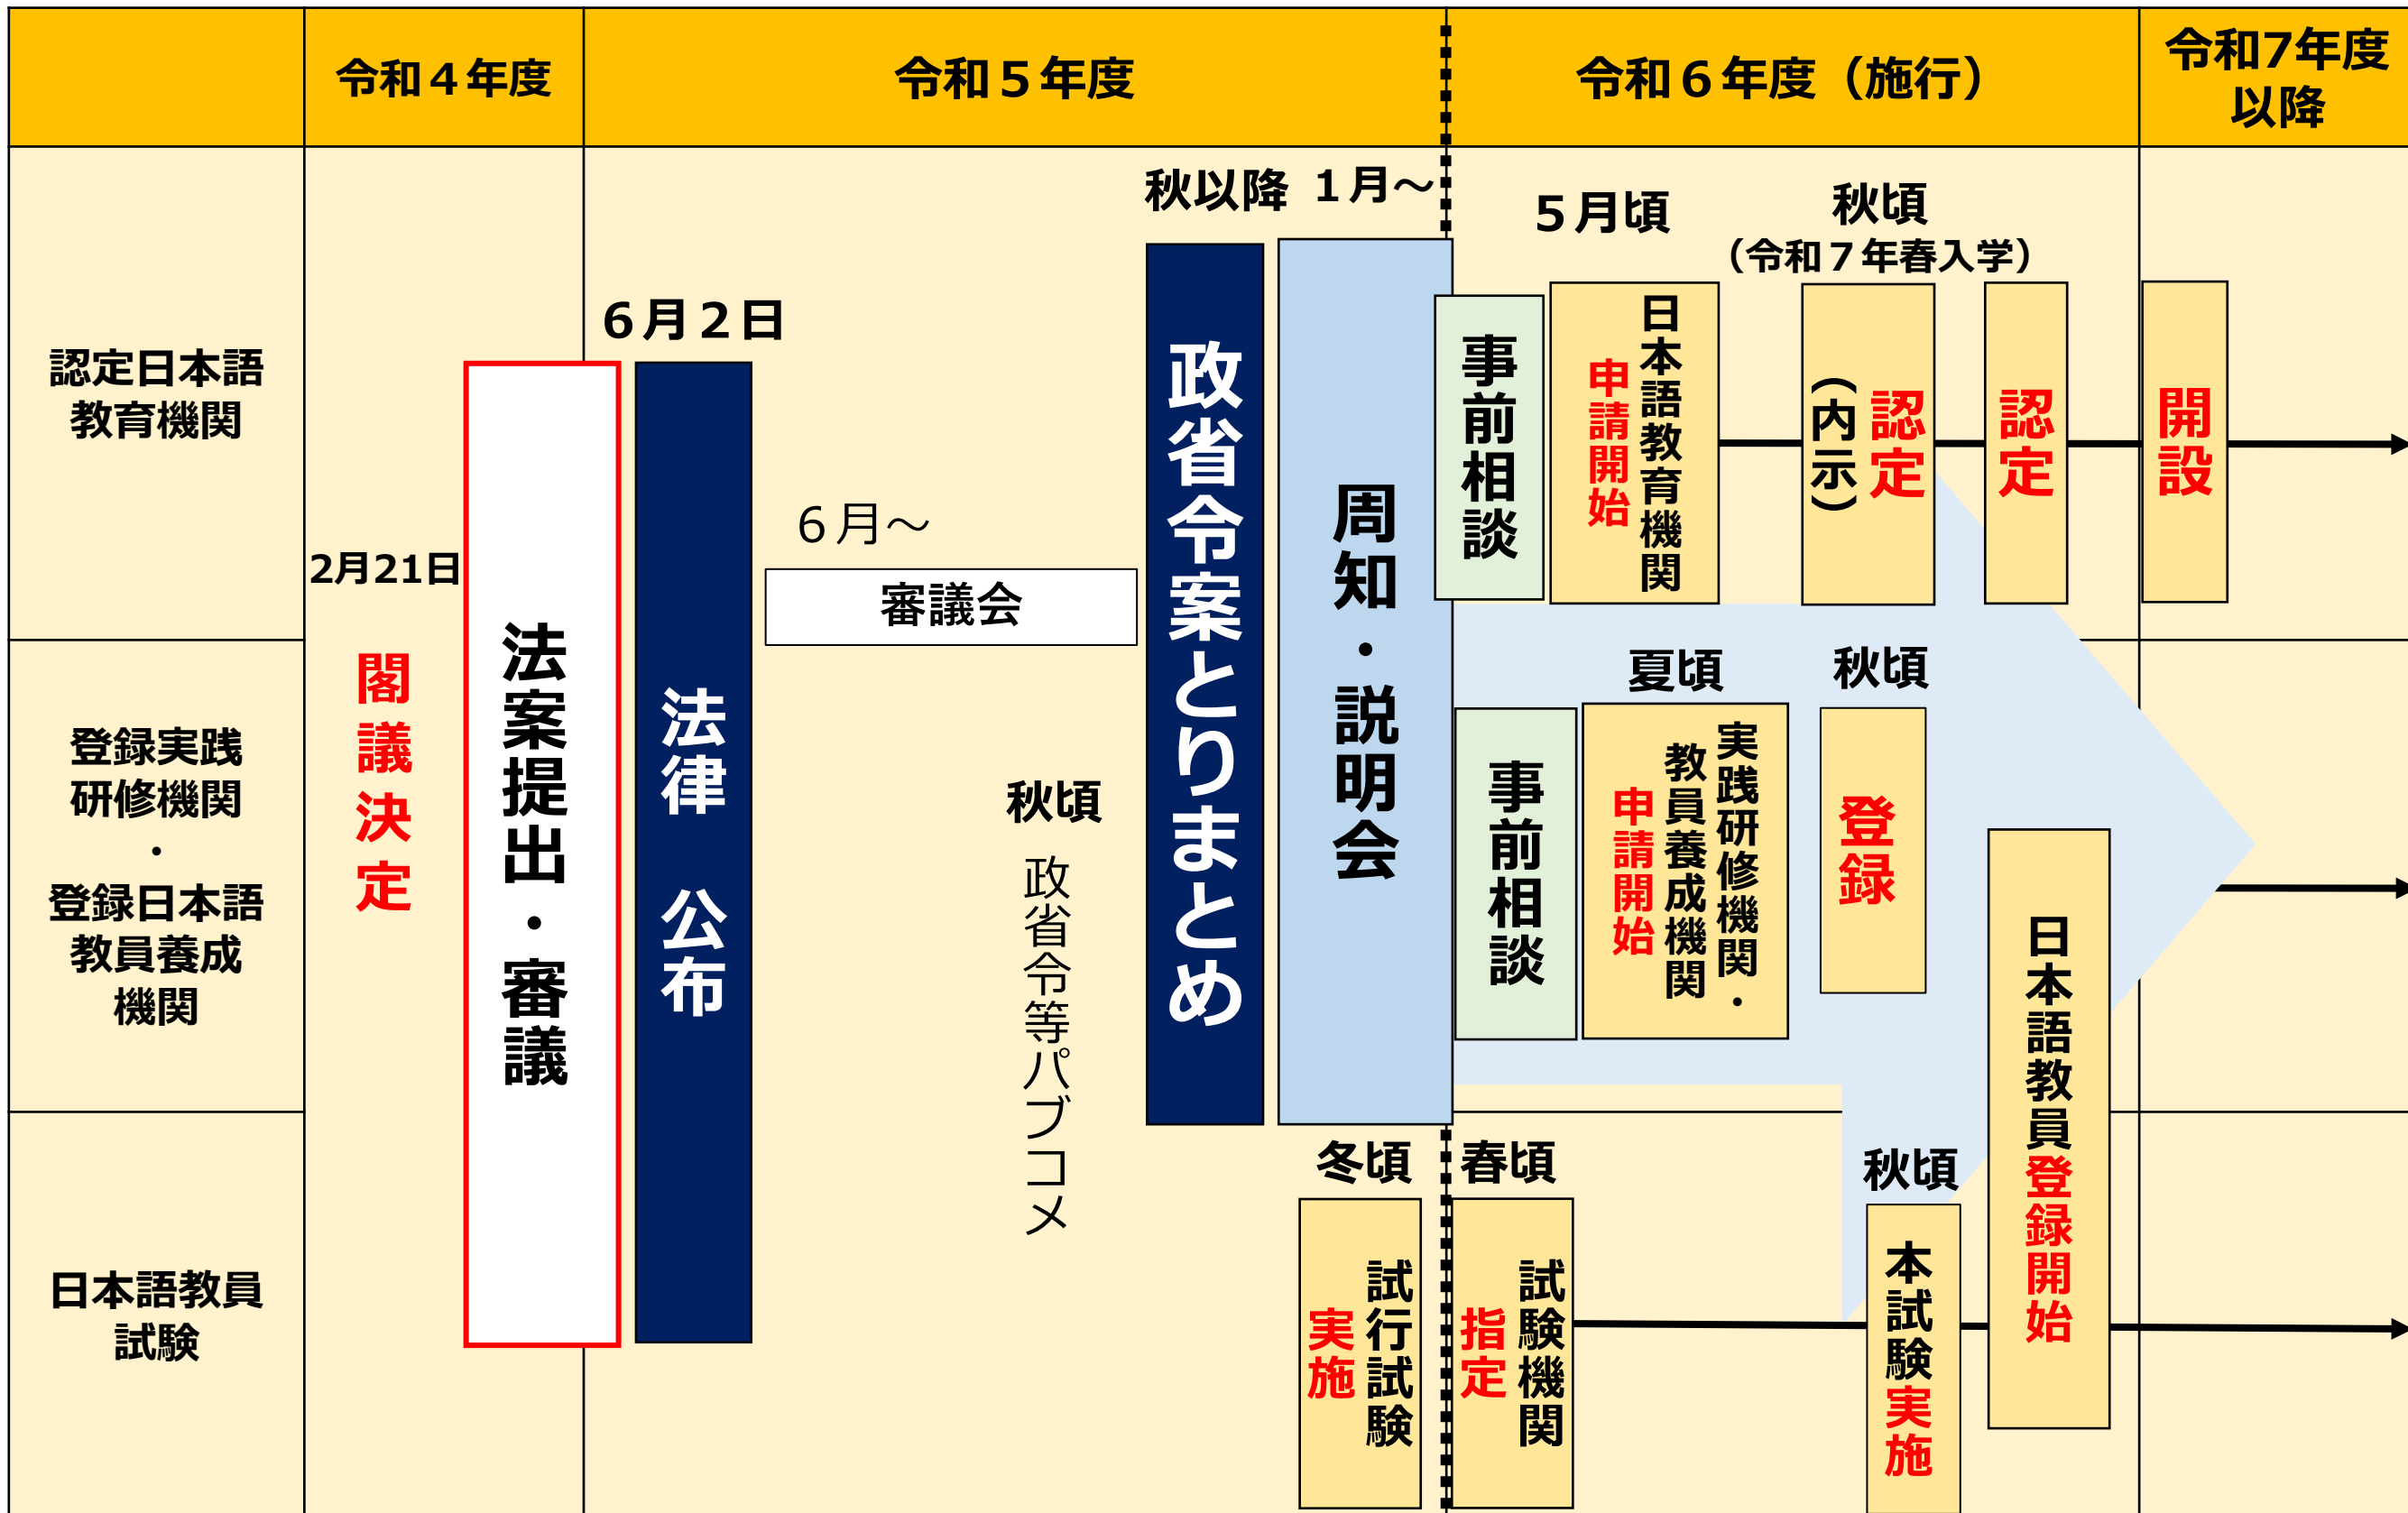 令和４年度
令和５年度
令和６年度（施行）
令和7年度
以降
認定日本語
教育機関
登録実践
研修機関
・
登録日本語
教員養成
機関
日本語教員
試験
2月21日
閣議決定
法案提出・審議
６月２日
法律　公布
６月～
審議会
秋頃
政省令等パブコメ
秋以降
政省令案とりまとめ
１月～
周知・説明会
事前相談
５月頃
日本語教育機関
申請開始
秋頃
（令和７年春入学）
認定
（内示）
認定
開設
事前相談
夏頃
実践研修機関・
教員養成機関
申請開始
秋頃
登録
日本語教員登録開始
冬頃
試行試験
実施
春頃
試験機関
指定
秋頃
本試験実施